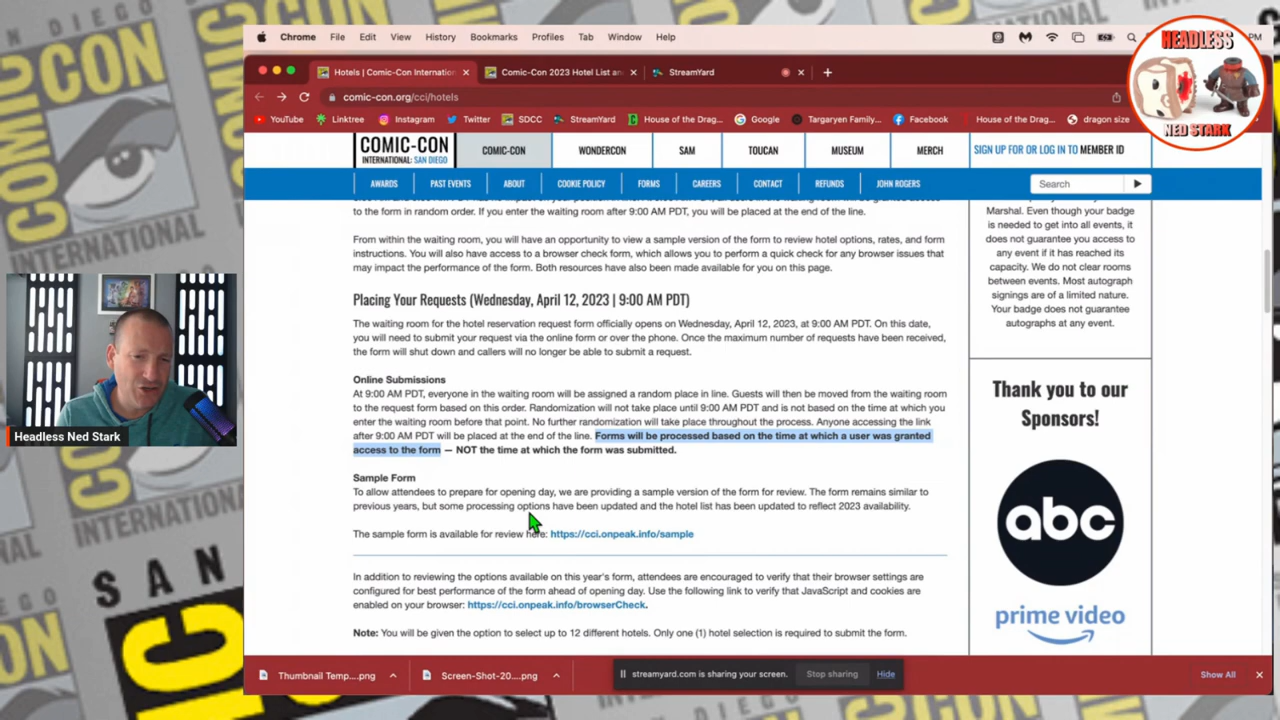 Chrome File Edit View History Bookmarks Profiles Tab Window Help
Hotels | Comic-Con Internation
Comic-Con 2023 Hotel List an
StreamYard
comic-con.org/cci/hotels
YouTube Linktree Instagram Twitter SDCC StreamYard House of the Drag... Google Targaryen Family... Facebook House of the Drag... dragon size
HEADLESS
NED STARK
COMIC-CON
INTERNATIONAL: SAN DIEGO
COMIC-CON WONDERCON SAM TOUCAN MUSEUM MERCH
SIGN UP FOR OR LOG IN TO MEMBER ID
AWARDS PAST EVENTS ABOUT COOKIE POLICY FORMS CAREERS CONTACT REFUNDS JOHN ROGERS
Search
to the form in random order. If you enter the waiting room after 9:00 AM PDT, you will be placed at the end of the line.
From within the waiting room, you will have an opportunity to view a sample version of the form to review hotel options, rates, and form
instructions. You will also have access to a browser check form, which allows you to perform a quick check for any browser issues that
may impact the performance of the form. Both resources have also been made available for you on this page.
Placing Your Requests (Wednesday, April 12, 2023 | 9:00 AM PDT)
The waiting room for the hotel reservation request form officially opens on Wednesday, April 12, 2023, at 9:00 AM PDT. On this date,
you will need to submit your request via the online form or over the phone. Once the maximum number of requests have been received,
the form will shut down and callers will no longer be able to submit a request.
Online Submissions
At 9:00 AM PDT, everyone in the waiting room will be assigned a random place in line. Guests will then be moved from the waiting room
to the request form based on this order. Randomization will not take place until 9:00 AM PDT and is not based on the time at which you
enter the waiting room before that point. No further randomization will take place throughout the process. Anyone accessing the link
after 9:00 AM PDT will be placed at the end of the line. Forms will be processed based on the time at which a user was granted
access to the form — NOT the time at which the form was submitted.
Sample Form
To allow attendees to prepare for opening day, we are providing a sample version of the form for review. The form remains similar to
previous years, but some processing options have been updated and the hotel list has been updated to reflect 2023 availability.
The sample form is available for review here: https://cci.onpeak.info/sample
In addition to reviewing the options available on this year's form, attendees are encouraged to verify that their browser settings are
configured for best performance of the form ahead of opening day. Use the following link to verify that JavaScript and cookies are
enabled on your browser: https://cci.onpeak.info/browserCheck.
Note: You will be given the option to select up to 12 different hotels. Only one (1) hotel selection is required to submit the form.
Marshal. Even though your badge
is needed to get into all events, it
does not guarantee you access to
any event if it has reached its
capacity. We do not clear rooms
between events. Most autograph
signings are of a limited nature.
Your badge does not guarantee
autographs at any event.
Thank you to our
Sponsors!
abc
prime video
Headless Ned Stark
Thumbnail Temp....png
Screen-Shot-20....png
streamyard.com is sharing your screen.
Stop sharing
Hide
Show All